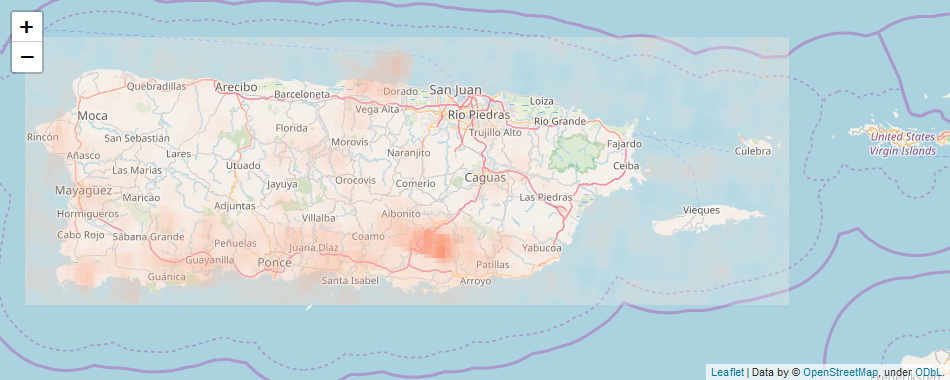 +
−
Quebradillas
Arecibo
Barceloneta
Dorado
San Juan
Loíza
Moca
Vega Alta
Río Piedras
Río Grande
Rincón
San Sebastián
Florida
Morovis
Trujillo Alto
Fajardo
United States
Virgin Islands
Añasco
Lares
Naranjito
Culebra
Las Marías
Utuado
Ceiba
Mayagüez
Maricao
Jayuya
Orocovis
Comerio
Caguas
Las Piedras
Hormigueros
Adjuntas
Villalba
Aibonito
Vieques
Cabo Rojo
Sábana Grande
Peñuelas
Juana Díaz
Coamo
Yabucoa
Guayanilla
Ponce
Patillas
Guánica
Santa Isabel
Arroyo
Leaflet | Data by © OpenStreetMap, under ODbL.